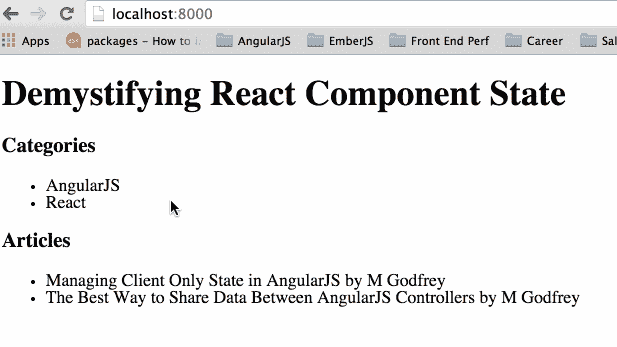 localhost:8000
Apps packages – How to AngularJS EmberJS Front End Perf Career Sal
Demystifying React Component State
Categories
• AngularJS
• React
Articles
• Managing Client Only State in AngularJS by M Godfrey
• The Best Way to Share Data Between AngularJS Controllers by M Godfrey